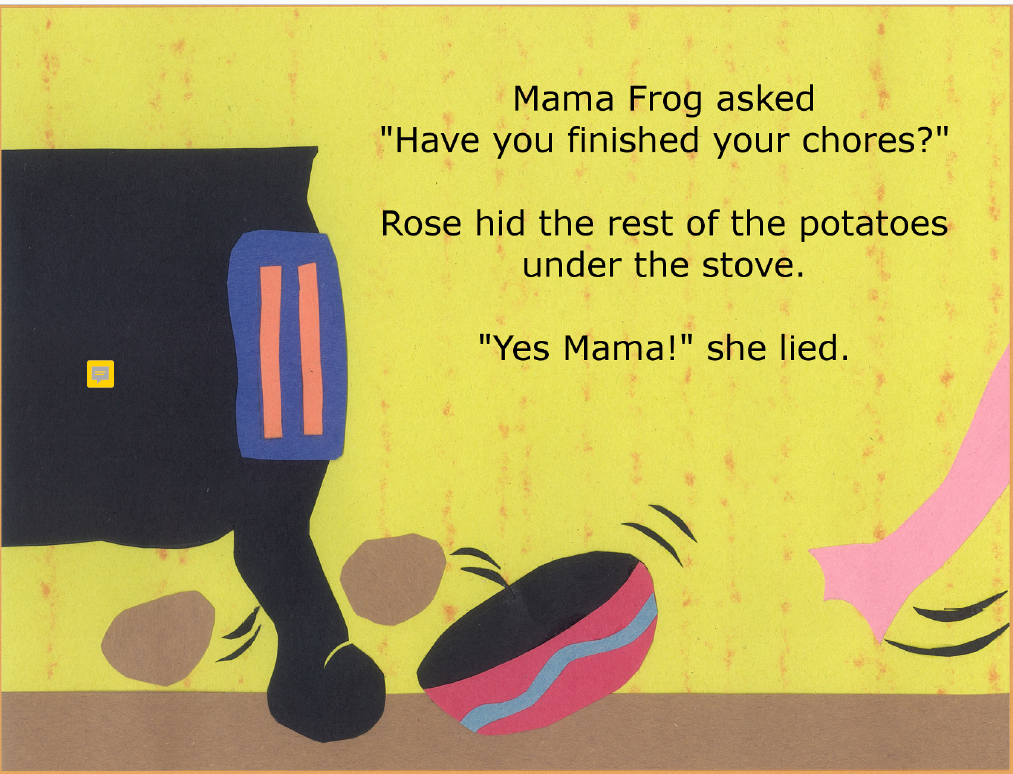 Mama Frog asked
"Have you finished your chores?"
Rose hid the rest of the potatoes
under the stove.
"Yes Mama!" she lied.